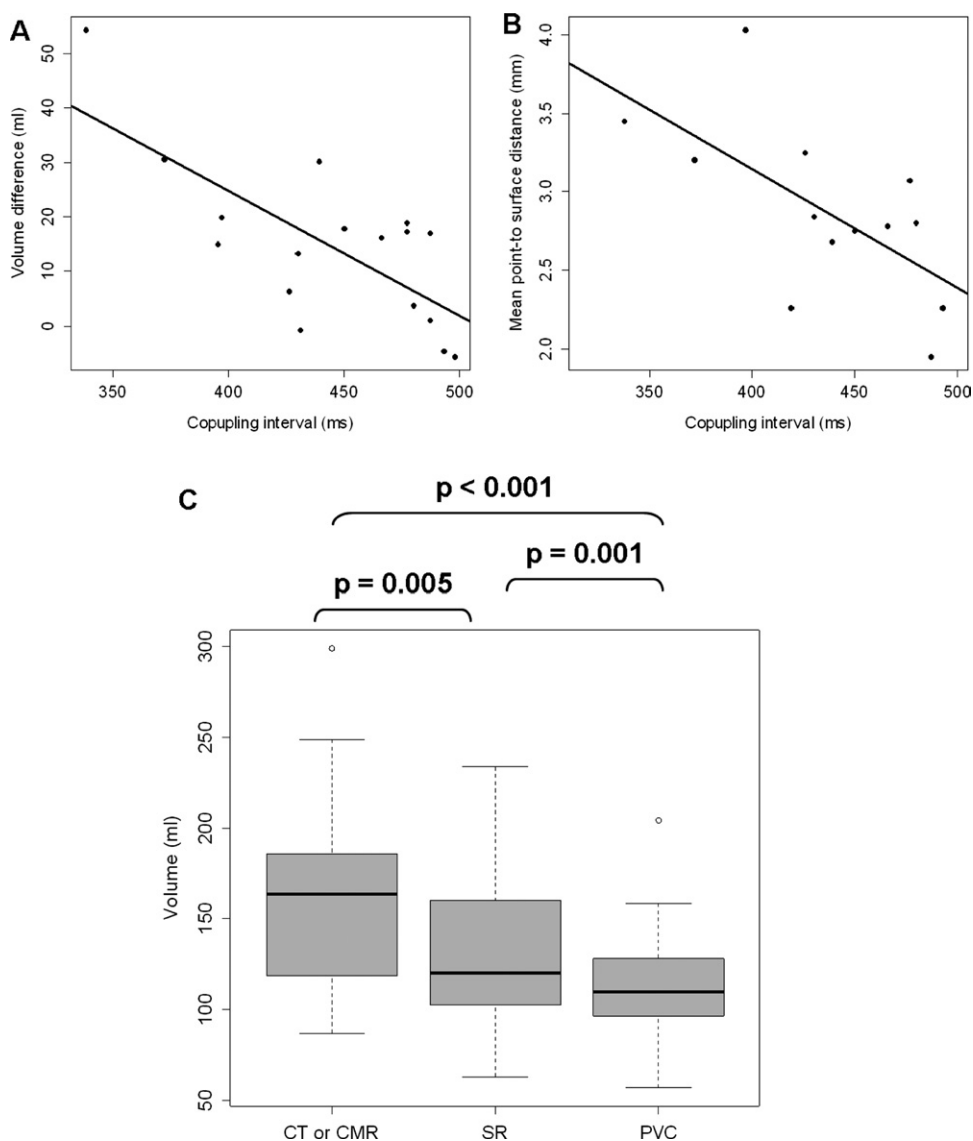 A
Volume difference (ml)
50
40
30
20
10
0
350 400 450 500
Copupling interval (ms)
B
Mean point-to surface distance (mm)
4.0
3.5
3.0
2.5
2.0
350 400 450 500
Copupling interval (ms)
C
p < 0.001
p = 0.005
p = 0.001
Volume (ml)
300
250
200
150
100
50
CT or CMR SR PVC